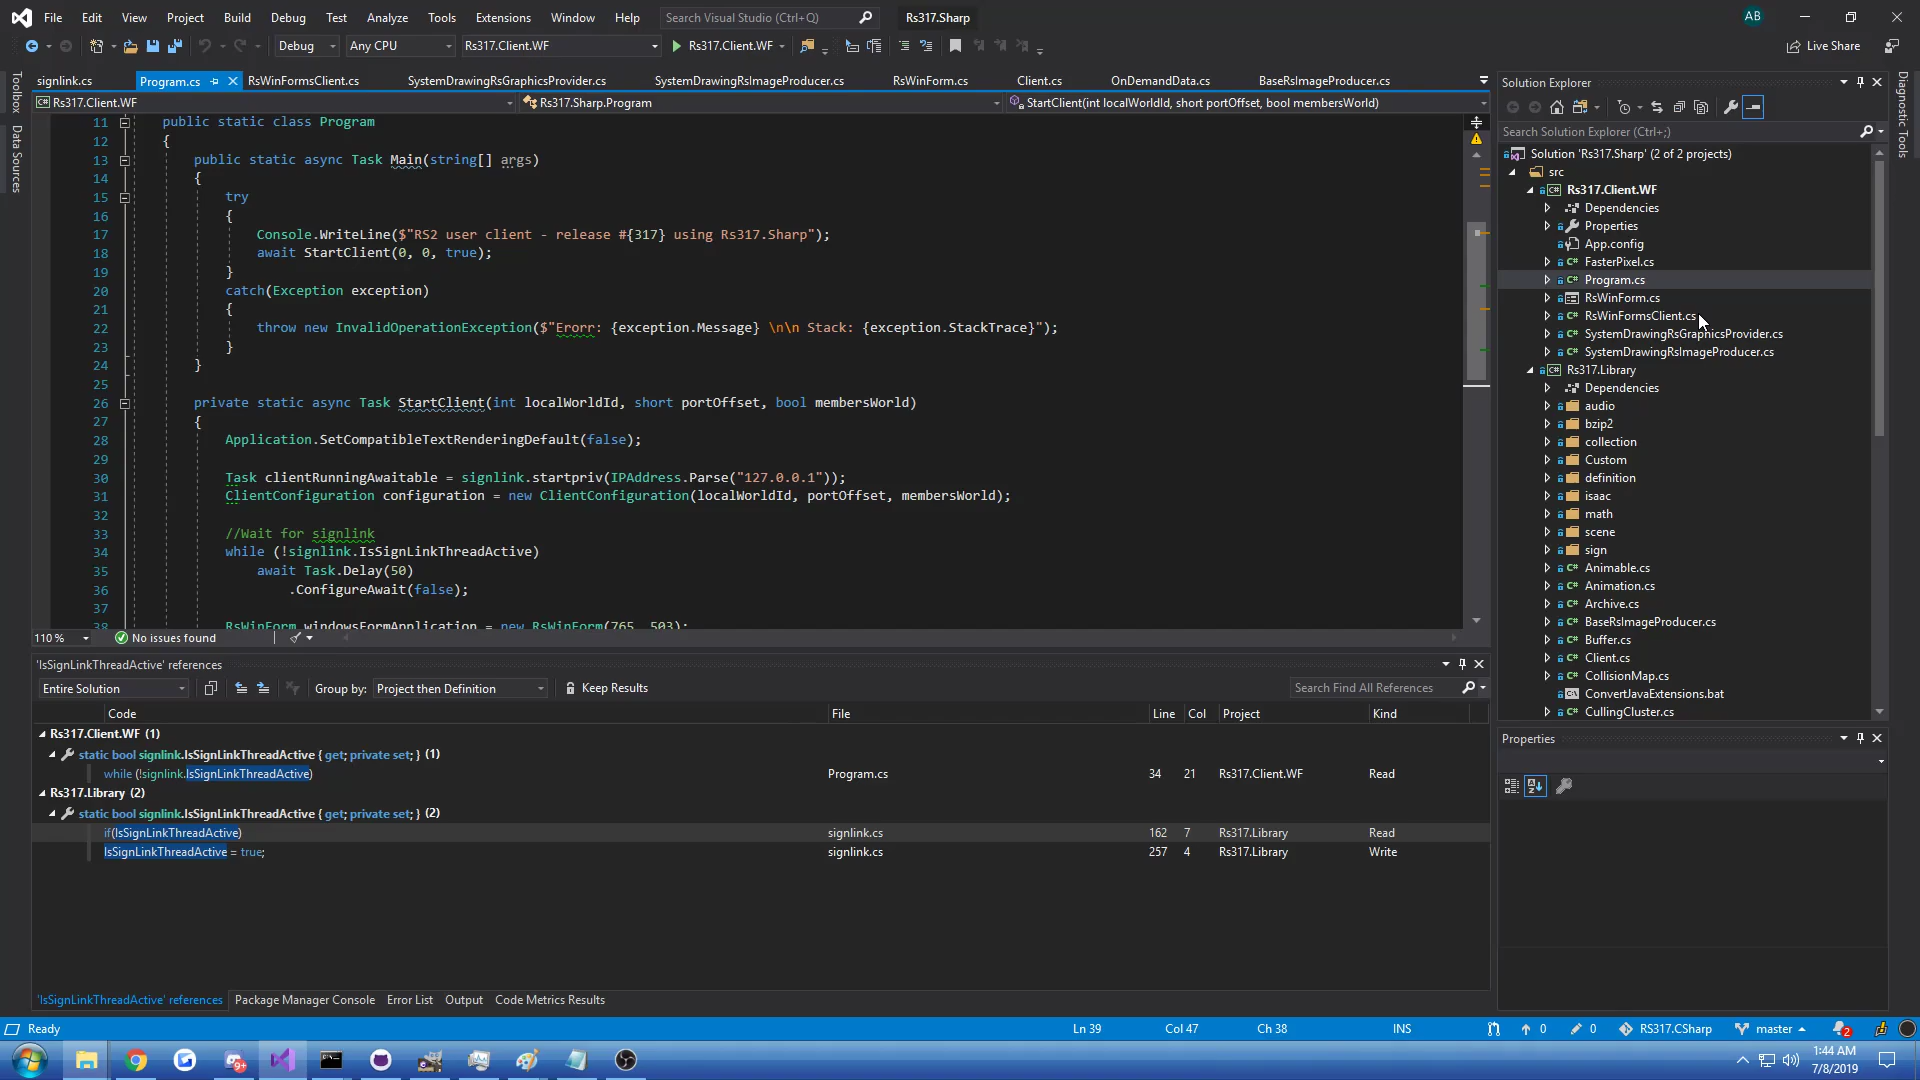 File Edit View Project Build Debug Test Analyze Tools Extensions Window Help Search Visual Studio (Ctrl+Q) Rs317.Sharp AB
Debug Any CPU Rs317.Client.WF Rs317.Client.WF Live Share
signlink.cs Program.cs RsWinFormsClient.cs SystemDrawingRsGraphicsProvider.cs SystemDrawingRsImageProducer.cs RsWinForm.cs Client.cs OnDemandData.cs BaseRsImageProducer.cs
Rs317.Client.WF Rs317.Sharp.Program StartClient(int localWorldId, short portOffset, bool membersWorld)
Toolbox
Data Sources
11 public static class Program
12 {
13 public static async Task Main(string[] args)
14 {
15 try
16 {
17 Console.WriteLine($"RS2 user client - release #{317} using Rs317.Sharp");
18 await StartClient(0, 0, true);
19 }
20 catch(Exception exception)
21 {
22 throw new InvalidOperationException($"Erorr: {exception.Message} \n\n Stack: {exception.StackTrace}");
23 }
24 }
25
26 private static async Task StartClient(int localWorldId, short portOffset, bool membersWorld)
27 {
28 Application.SetCompatibleTextRenderingDefault(false);
29
30 Task clientRunningAwaitable = signlink.startpriv(IPAddress.Parse("127.0.0.1"));
31 ClientConfiguration configuration = new ClientConfiguration(localWorldId, portOffset, membersWorld);
32
33 //Wait for signlink
34 while (!signlink.IsSignLinkThreadActive)
35 await Task.Delay(50)
36 .ConfigureAwait(false);
37
38 RsWinForm windowsFormApplication = new RsWinForm(765, 503);
110 % No issues found
'IsSignLinkThreadActive' references
Entire Solution Group by: Project then Definition Keep Results Search Find All References
Code File Line Col Project Kind
Rs317.Client.WF (1)
static bool signlink.IsSignLinkThreadActive { get; private set; } (1)
while (!signlink.IsSignLinkThreadActive) Program.cs 34 21 Rs317.Client.WF Read
Rs317.Library (2)
static bool signlink.IsSignLinkThreadActive { get; private set; } (2)
if(IsSignLinkThreadActive) signlink.cs 162 7 Rs317.Library Read
IsSignLinkThreadActive = true; signlink.cs 257 4 Rs317.Library Write
'IsSignLinkThreadActive' references Package Manager Console Error List Output Code Metrics Results
Solution Explorer
Search Solution Explorer (Ctrl+;)
Solution 'Rs317.Sharp' (2 of 2 projects)
src
C# Rs317.Client.WF
Dependencies
Properties
App.config
C# FasterPixel.cs
C# Program.cs
RsWinForm.cs
C# RsWinFormsClient.cs
C# SystemDrawingRsGraphicsProvider.cs
C# SystemDrawingRsImageProducer.cs
C# Rs317.Library
Dependencies
audio
bzip2
collection
Custom
definition
isaac
math
scene
sign
C# Animable.cs
C# Animation.cs
C# Archive.cs
C# BaseRsImageProducer.cs
C# Buffer.cs
C# Client.cs
C# CollisionMap.cs
ConvertJavaExtensions.bat
C# CullingCluster.cs
Properties
Diagnostic Tools
Ready Ln 39 Col 47 Ch 38 INS 0 0 RS317.CSharp master 2
9+ 1:44 AM
7/8/2019